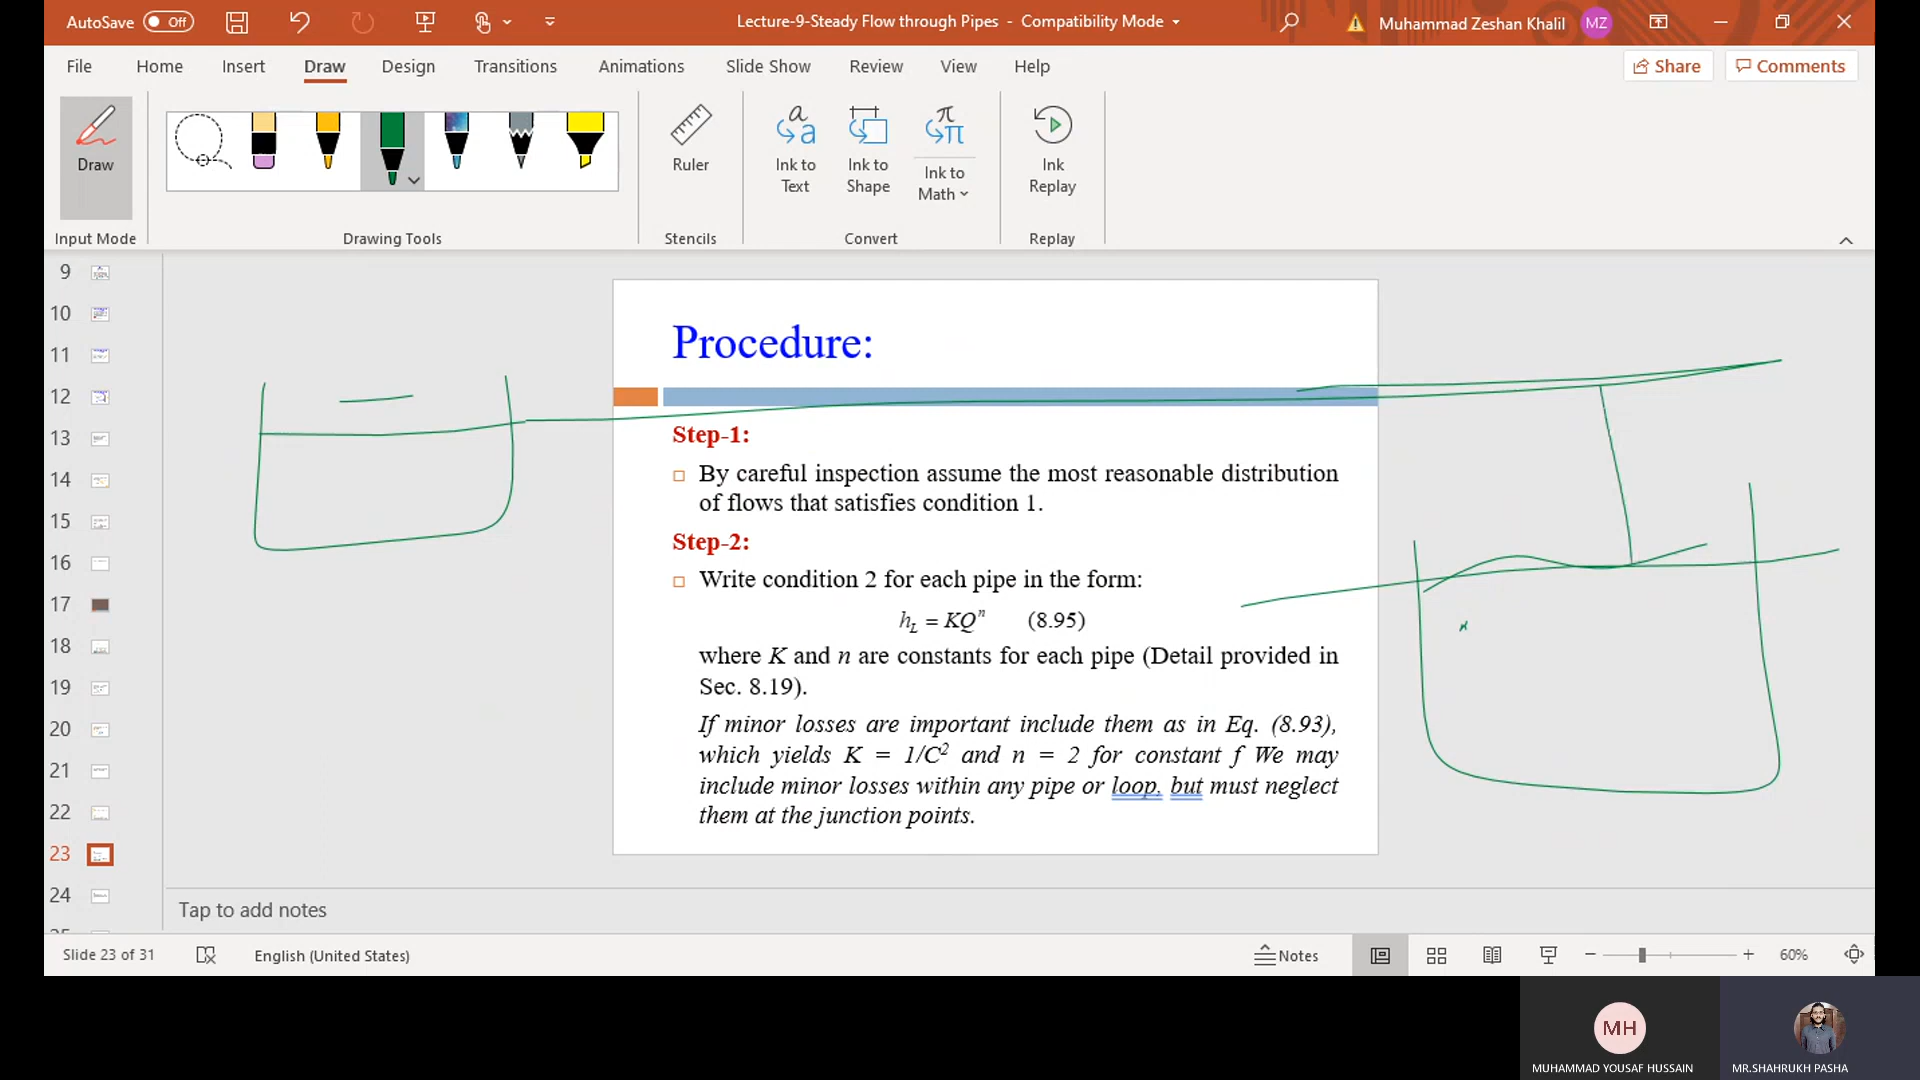 AutoSave Off Lecture-9-Steady Flow through Pipes - Compatibility Mode Muhammad Zeshan Khalil MZ
File Home Insert Draw Design Transitions Animations Slide Show Review View Help Share Comments
Draw
Ruler
Ink to Text
Ink to Shape
Ink to Math
Ink Replay
Input Mode Drawing Tools Stencils Convert Replay
9
10
11
12
13
14
15
16
17
18
19
20
21
22
23
24
Procedure:
Step-1:
By careful inspection assume the most reasonable distribution
of flows that satisfies condition 1.
Step-2:
Write condition 2 for each pipe in the form:
h_L = KQ^n (8.95)
where K and n are constants for each pipe (Detail provided in
Sec. 8.19).
If minor losses are important include them as in Eq. (8.93),
which yields K = 1/C² and n = 2 for constant f We may
include minor losses within any pipe or loop, but must neglect
them at the junction points.
Tap to add notes
Slide 23 of 31 English (United States) Notes 60%
MH
MUHAMMAD YOUSAF HUSSAIN MR.SHAHRUKH PASHA